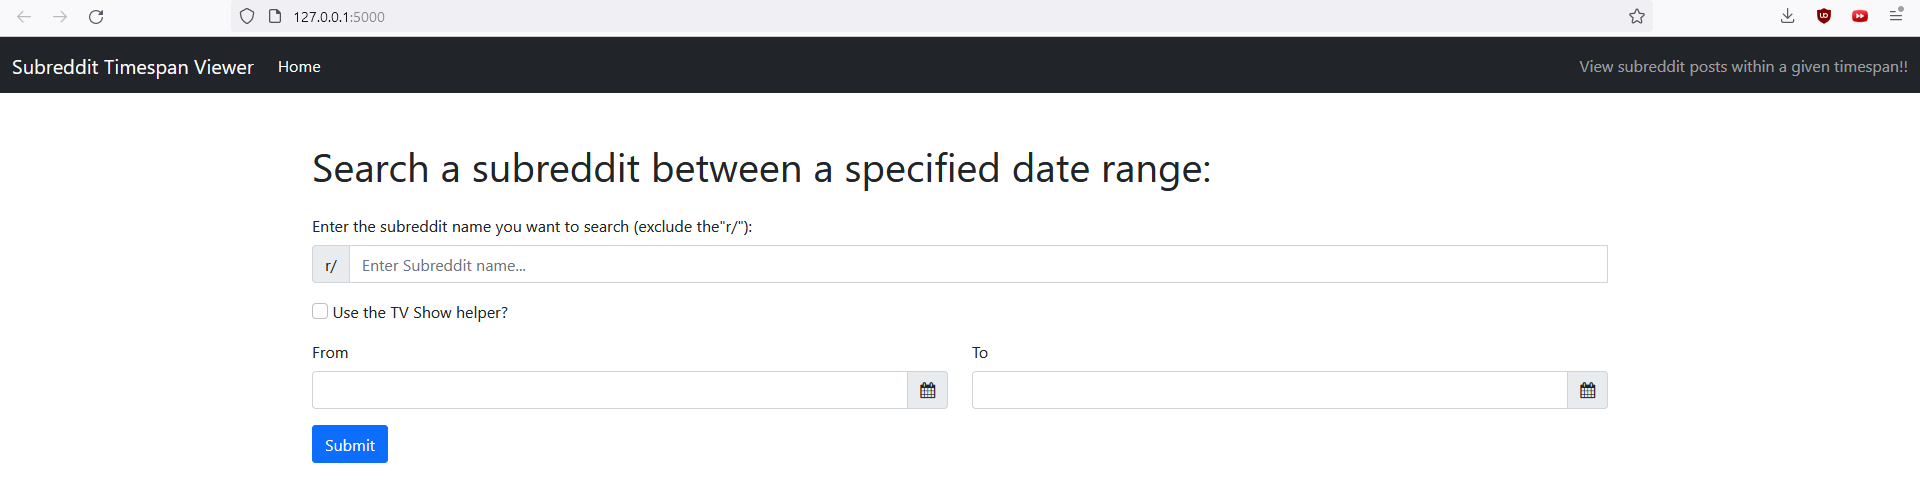 127.0.0.1:5000
Subreddit Timespan Viewer Home View subreddit posts within a given timespan!!
Search a subreddit between a specified date range:
Enter the subreddit name you want to search (exclude the"r/"):
r/ Enter Subreddit name...
Use the TV Show helper?
From To
Submit